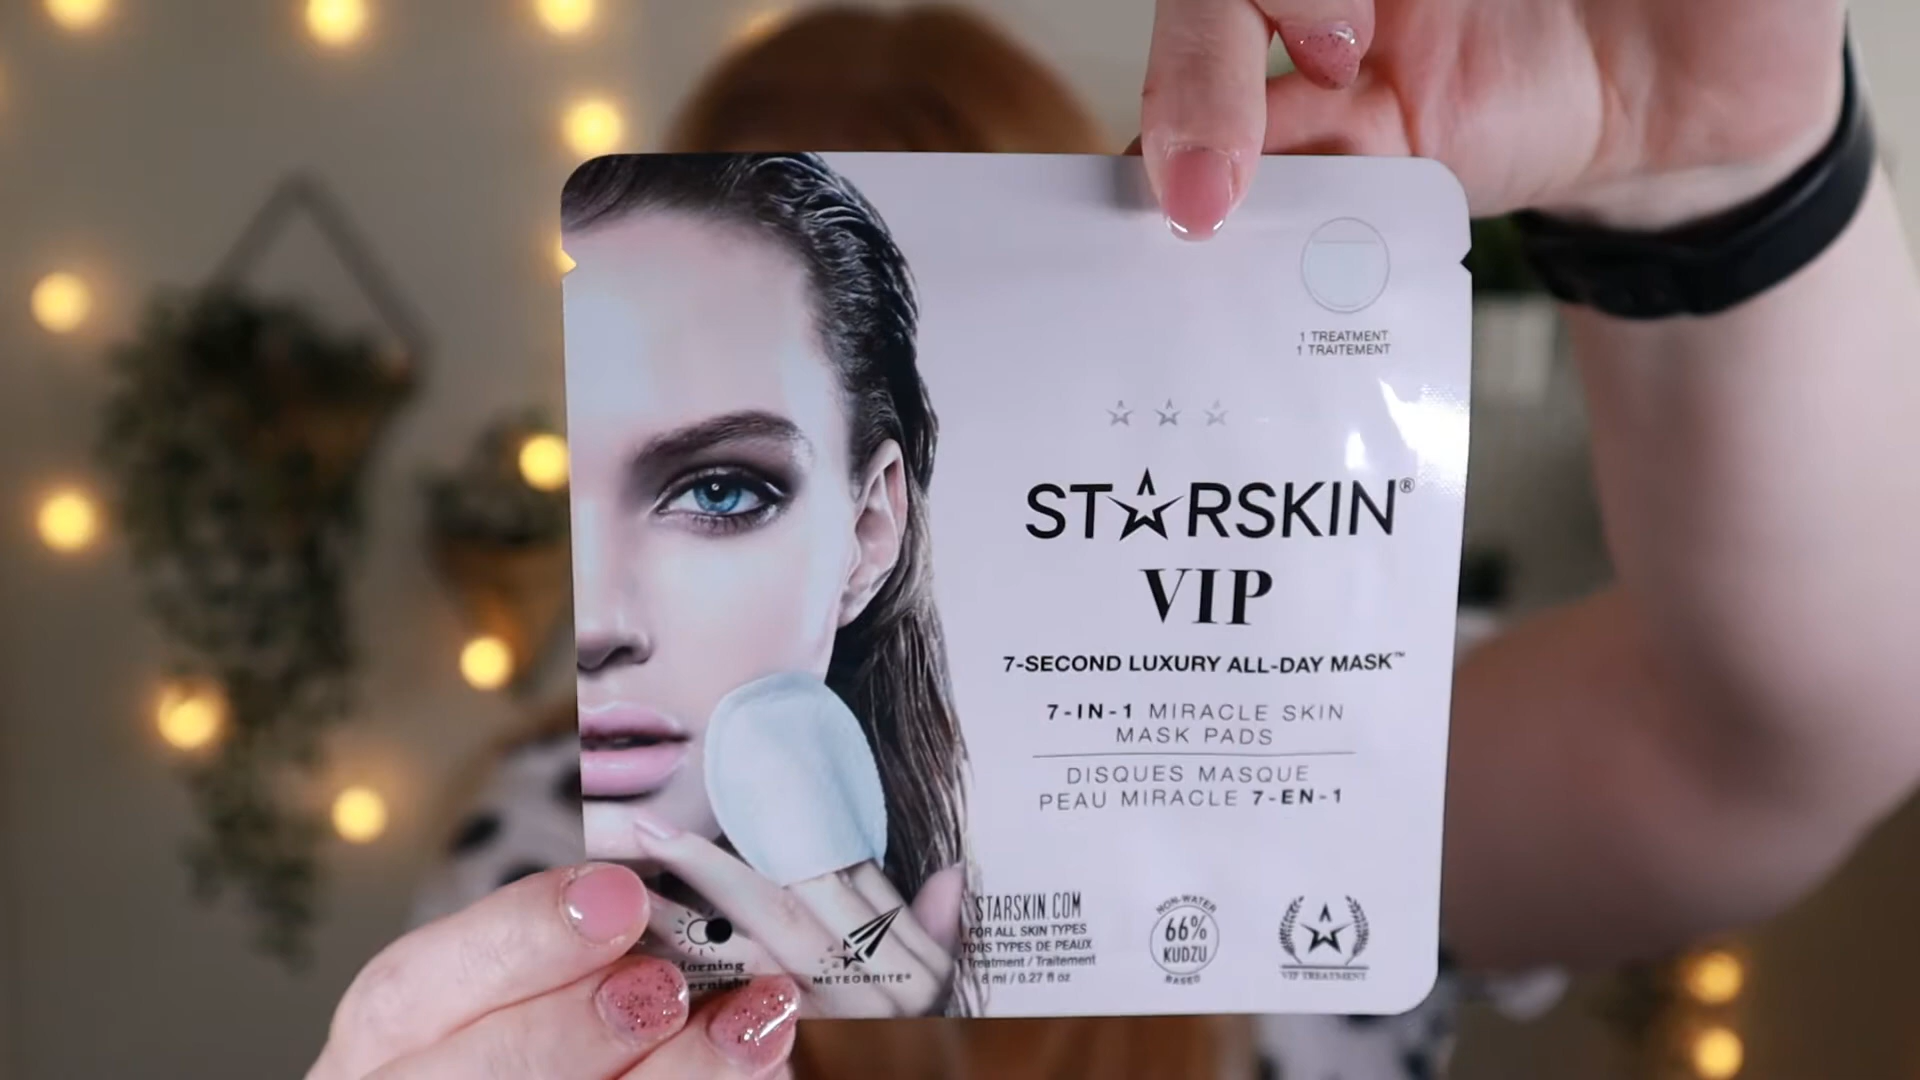 1 TREATMENT
1 TRAITEMENT
STARSKIN®
VIP
7-SECOND LUXURY ALL-DAY MASK™
7-IN-1 MIRACLE SKIN
MASK PADS
DISQUES MASQUE
PEAU MIRACLE 7-EN-1
Morning
METEOBRITE®
STARSKIN.COM
FOR ALL SKIN TYPES
TOUS TYPES DE PEAUX
Treatment / Traitement
8 ml / 0.27 fl oz
NON-WATER
66%
KUDZU
BASED
VIP TREATMENT